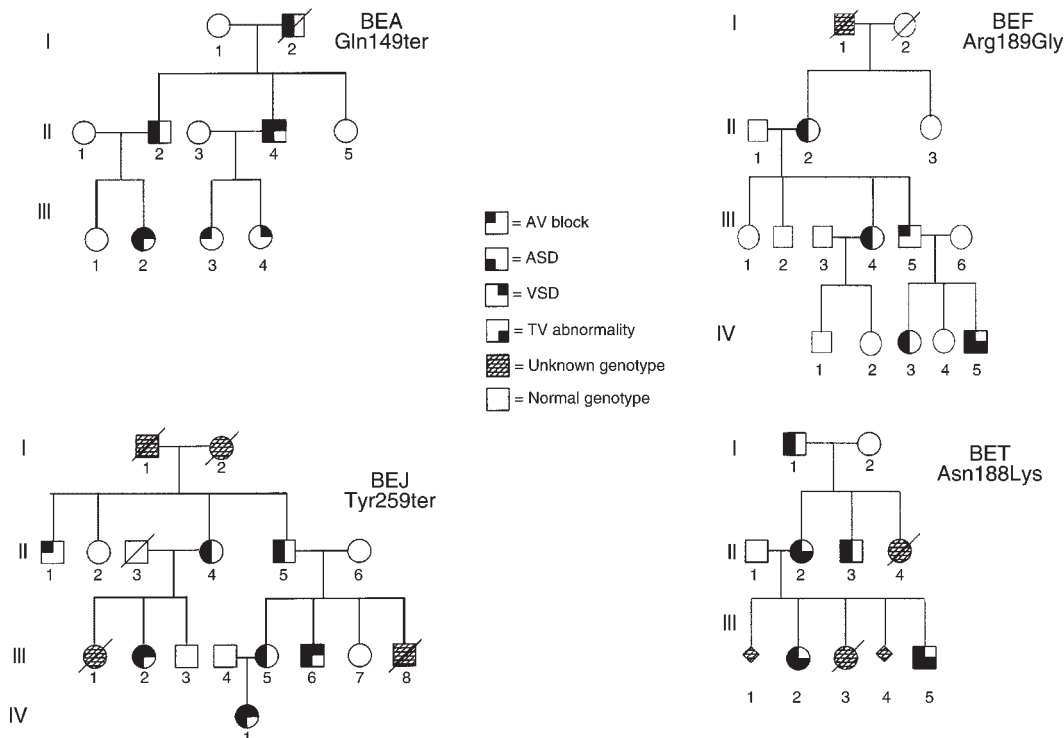 BEA
Gln149ter
I
1
2
II
1
2
3
4
5
III
1
2
3
4
BEF
Arg189Gly
1
2
II
1
2
3
III
1
2
3
4
5
6
IV
1
2
3
4
5
= AV block
= ASD
= VSD
= TV abnormality
= Unknown genotype
= Normal genotype
BEJ
Tyr259ter
I
1
2
II
1
2
3
4
5
6
III
1
2
3
4
5
6
7
8
IV
1
BET
Asn188Lys
I
1
2
II
1
2
3
4
III
1
2
3
4
5
I